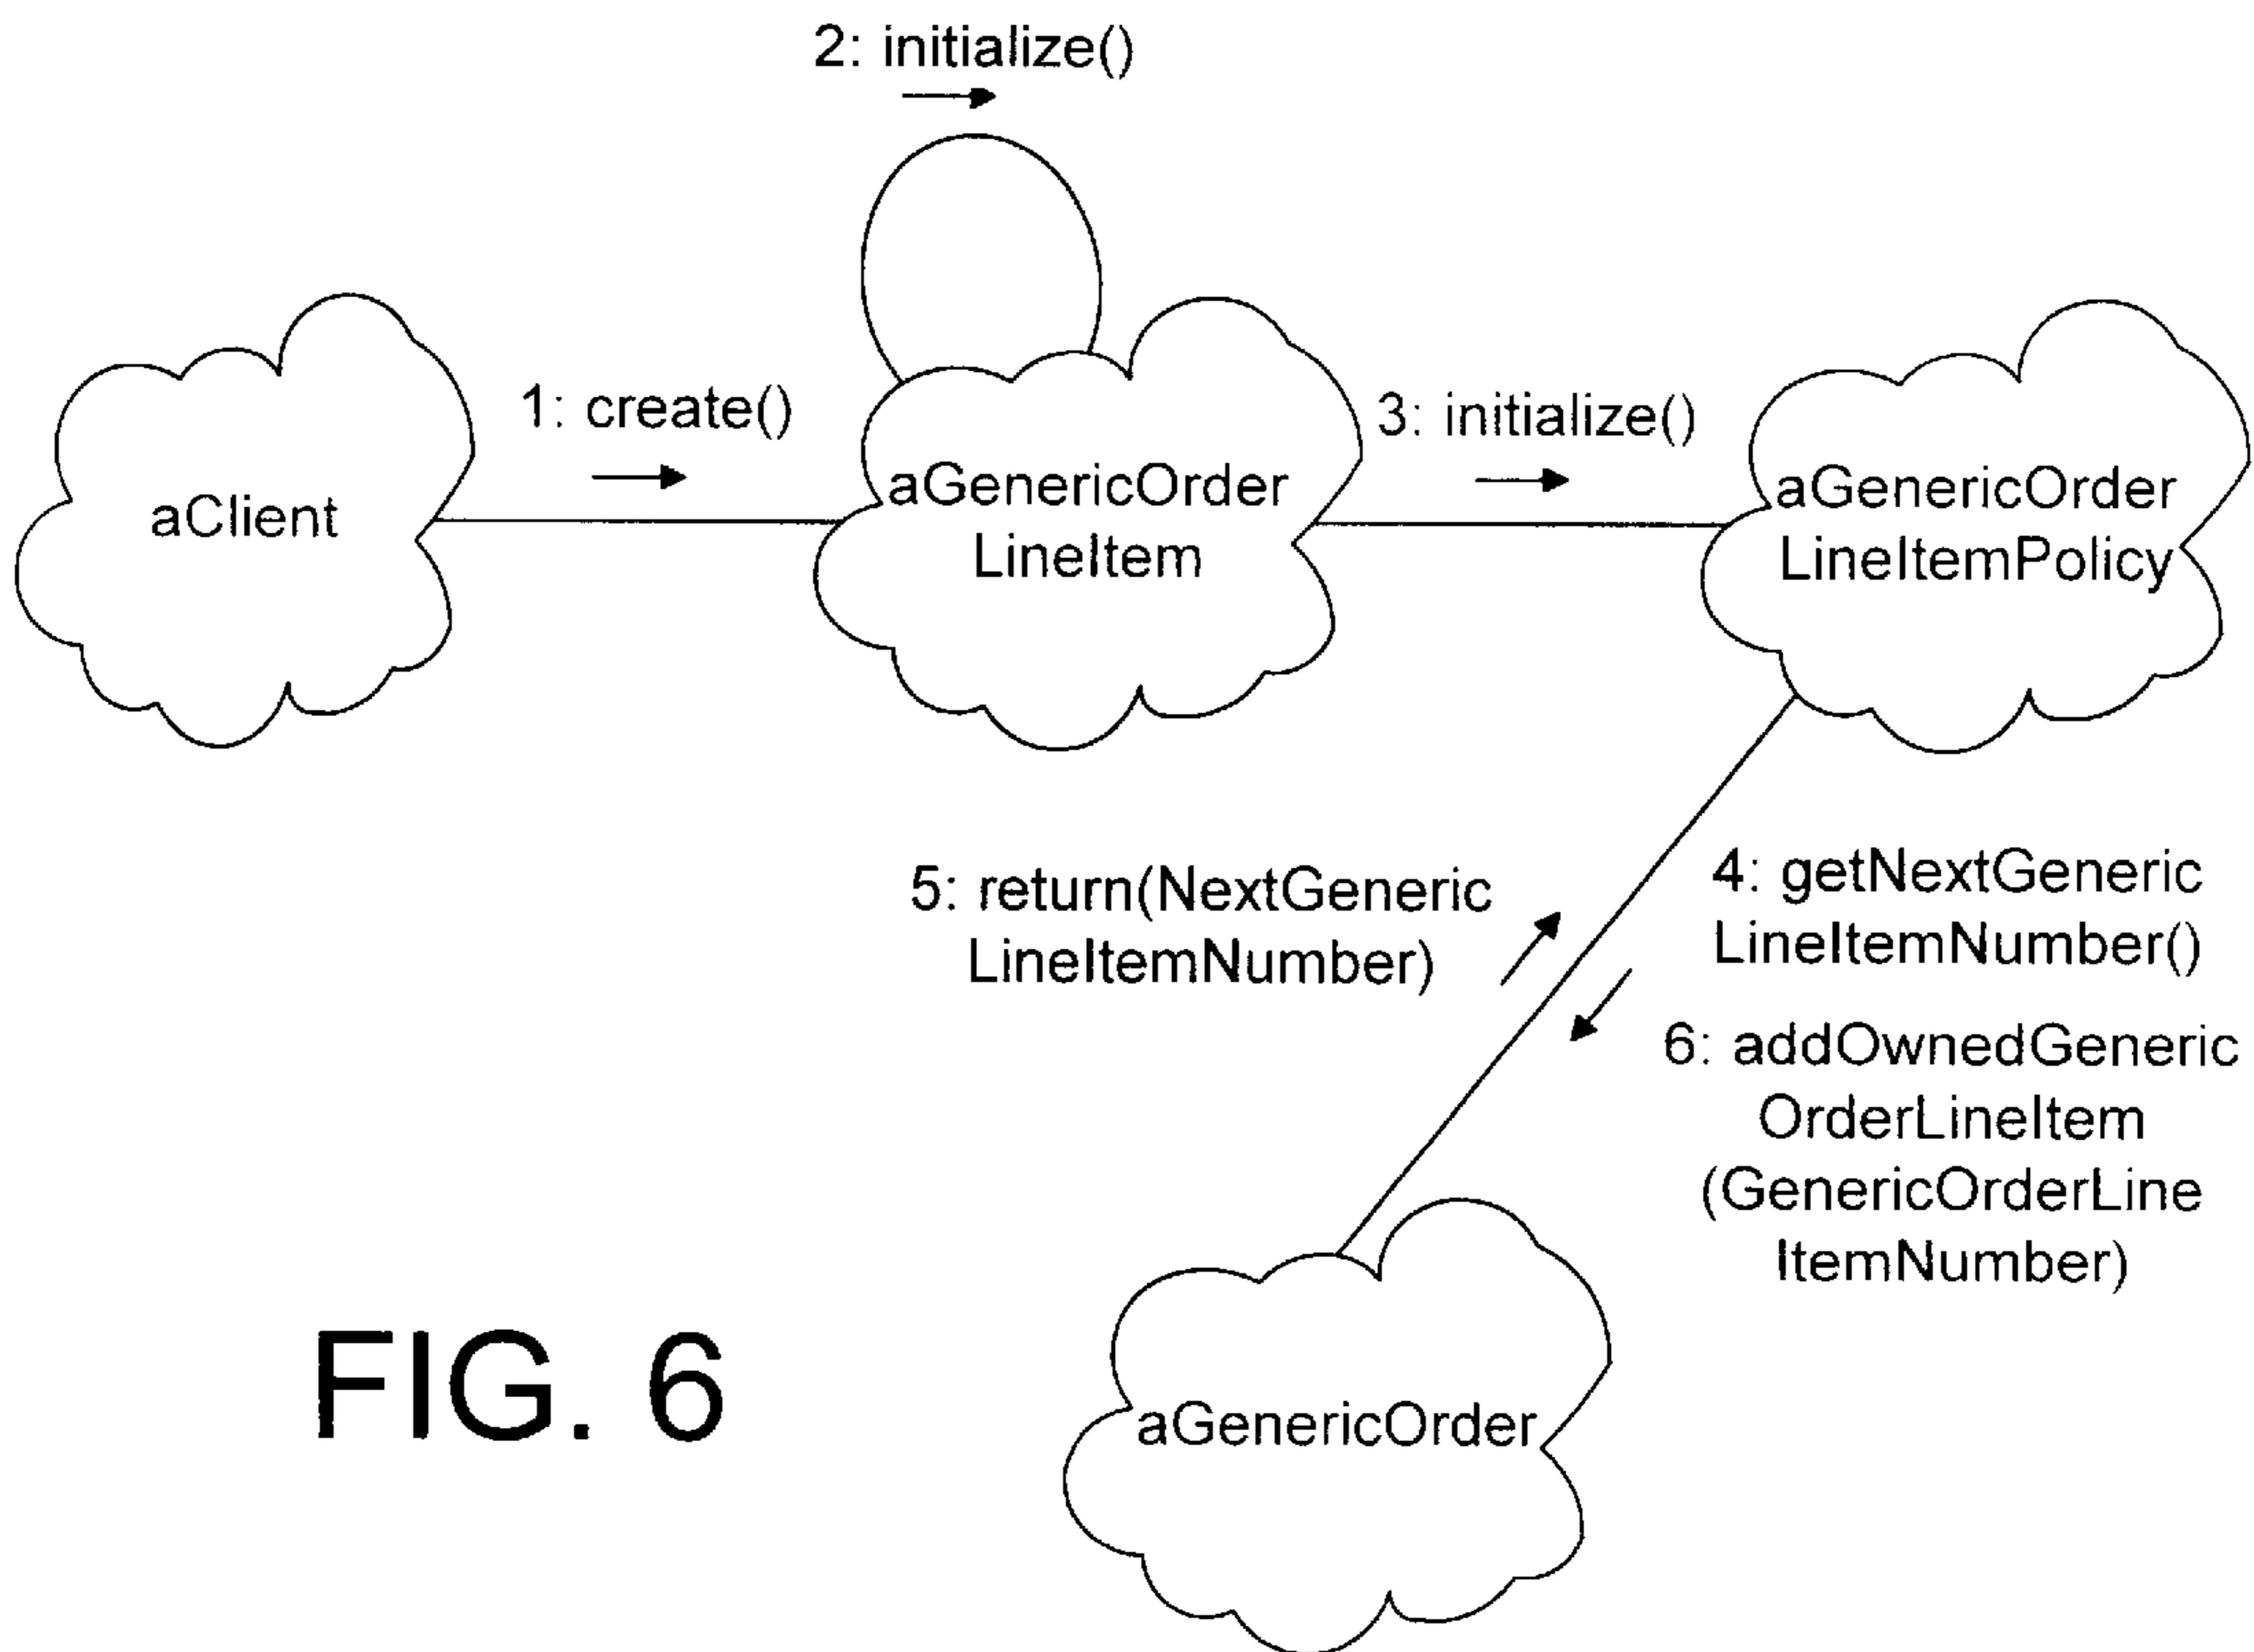 2: initialize()
1: create()
3: initialize()
aClient
aGenericOrder
LineItem
aGenericOrder
LineItemPolicy
5: return(NextGeneric
LineItemNumber)
4: getNextGeneric
LineItemNumber()
6: addOwnedGeneric
OrderLineItem
(GenericOrderLine
ItemNumber)
aGenericOrder
FIG. 6